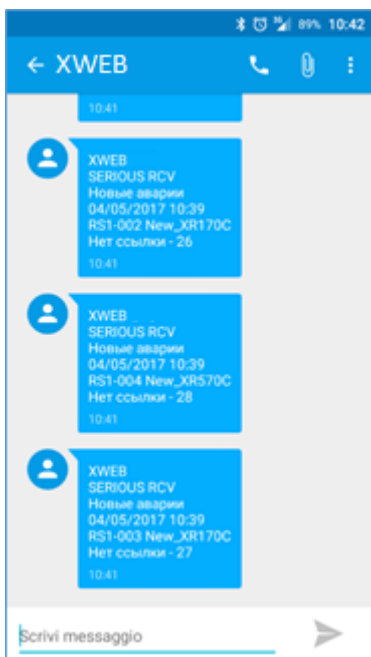 89% 10:42
XWEB
10:41
XWEB
SERIOUS RCV
Новые аварии
04/05/2017 10:39
RS1-002 New_XR170C
Нет ссылки - 26
10:41
XWEB
SERIOUS RCV
Новые аварии
04/05/2017 10:39
RS1-004 New_XR570C
Нет ссылки - 28
10:41
XWEB
SERIOUS RCV
Новые аварии
04/05/2017 10:39
RS1-003 New_XR170C
Нет ссылки - 27
10:41
Scrivi messaggio